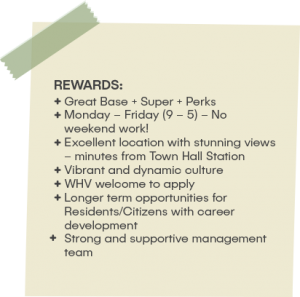 REWARDS:
+ Great Base + Super + Perks
+ Monday – Friday (9 – 5) – No
weekend work!
+ Excellent location with stunning views
– minutes from Town Hall Station
+ Vibrant and dynamic culture
+ WHV welcome to apply
+ Longer term opportunities for
Residents/Citizens with career
development
+ Strong and supportive management
team